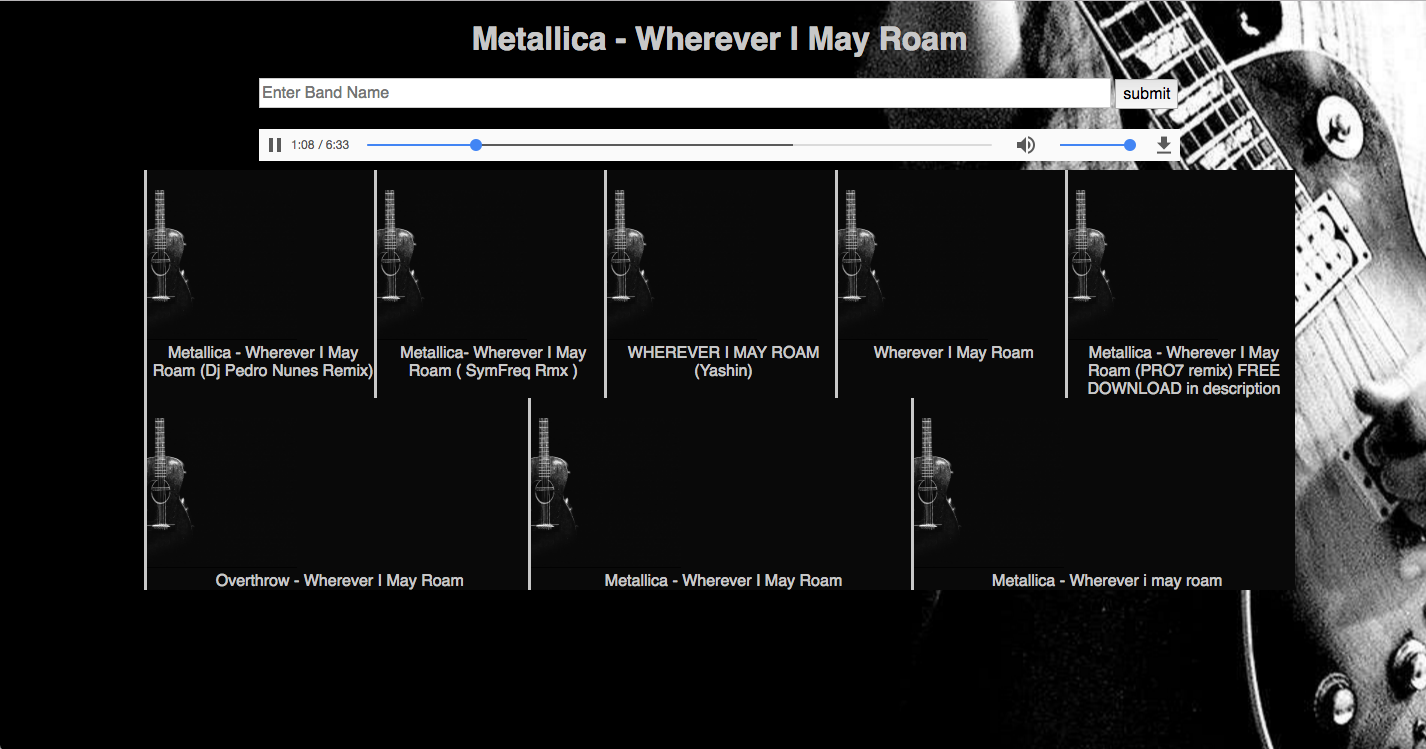 Metallica - Wherever I May Roam
Enter Band Name
submit
1:08 / 6:33
Metallica - Wherever I May
Roam (Dj Pedro Nunes Remix)
Metallica- Wherever I May
Roam ( SymFreq Rmx )
WHEREVER I MAY ROAM
(Yashin)
Wherever I May Roam
Metallica - Wherever I May
Roam (PRO7 remix) FREE
DOWNLOAD in description
Overthrow - Wherever I May Roam
Metallica - Wherever I May Roam
Metallica - Wherever i may roam